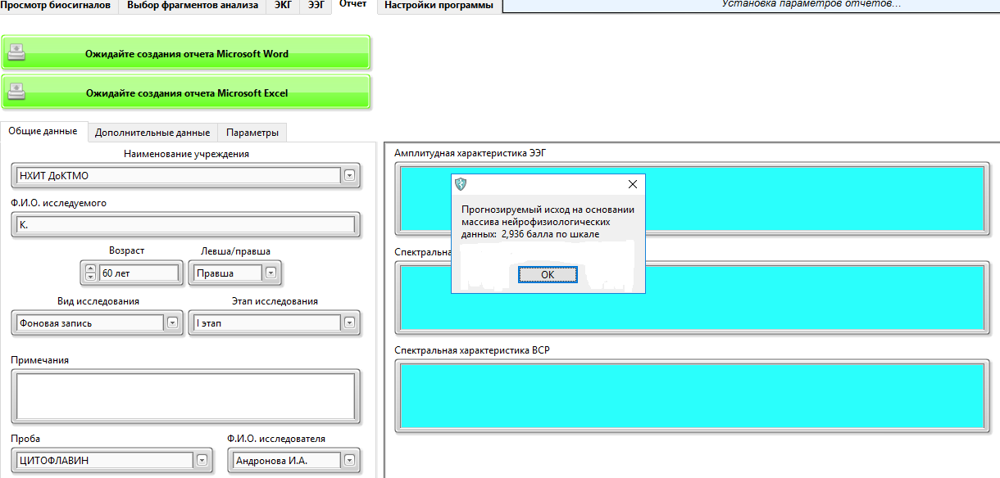 Просмотр биосигналов
Выбор фрагментов анализа
ЭКГ
ЭЭГ
Отчет
Настройки программы
Установка параметров отчетов...
Ожидайте создания отчета Microsoft Word
Ожидайте создания отчета Microsoft Excel
Общие данные
Дополнительные данные
Параметры
Наименование учреждения
НХИТ ДоКТМО
Ф.И.О. исследуемого
К.
Возраст
Левша/правша
60 лет
Правша
Вид исследования
Этап исследования
Фоновая запись
I этап
Примечания
Проба
Ф.И.О. исследователя
ЦИТОФЛАВИН
Андронова И.А.
Амплитудная характеристика ЭЭГ
Прогнозируемый исход на основании
массива нейрофизиологических
данных: 2,936 балла по шкале
OK
Спектральна
Спектральная характеристика ВСР